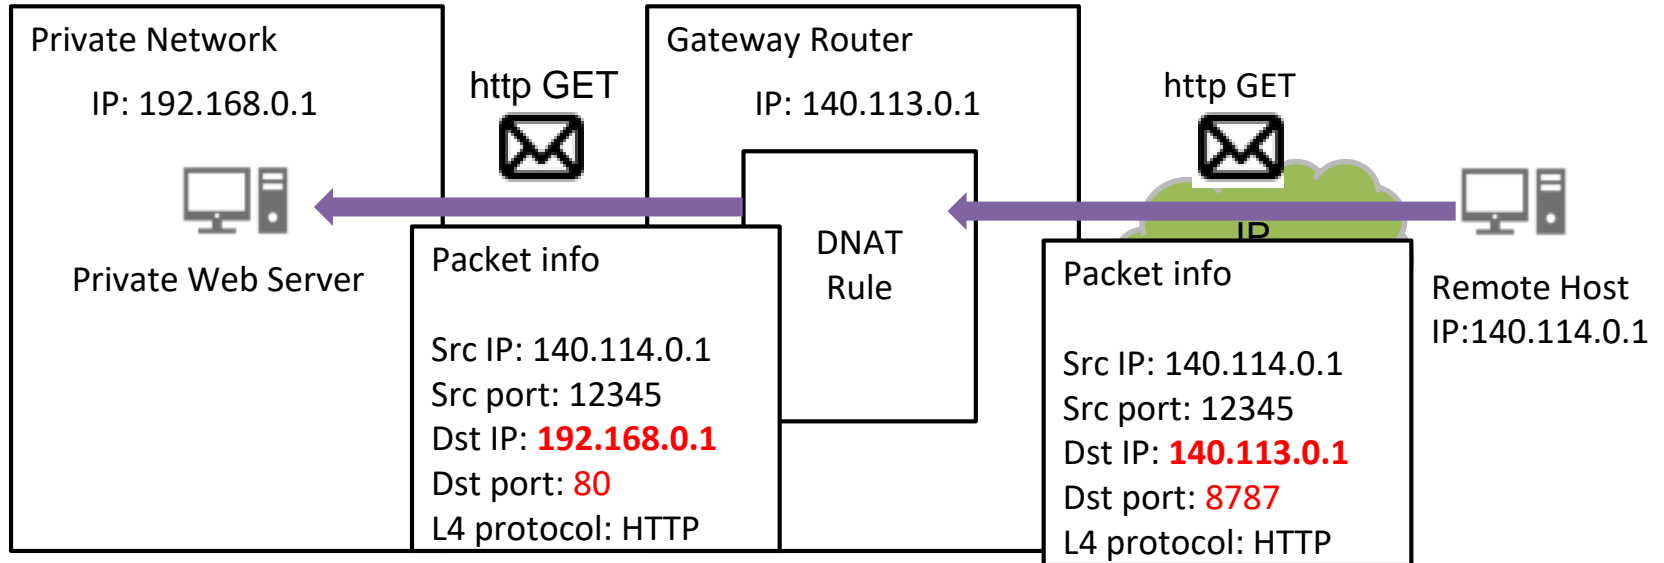 Private Network
IP: 192.168.0.1
Private Web Server
http GET
Packet info
Src IP: 140.114.0.1
Src port: 12345
Dst IP: 192.168.0.1
Dst port: 80
L4 protocol: HTTP
Gateway Router
IP: 140.113.0.1
DNAT
Rule
http GET
IP
Packet info
Src IP: 140.114.0.1
Src port: 12345
Dst IP: 140.113.0.1
Dst port: 8787
L4 protocol: HTTP
Remote Host
IP:140.114.0.1